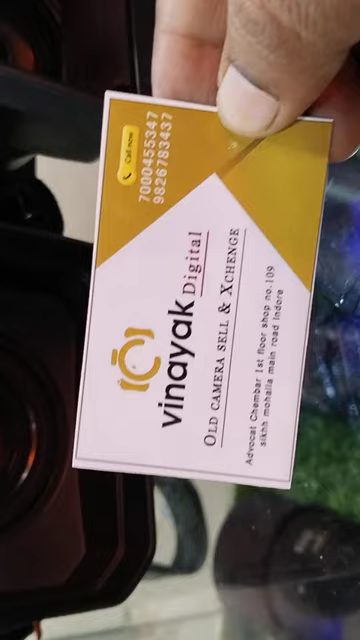 Call now
7000455347
9826783437
vinayak
Digital
OLD CAMERA SELL & XCHENGE
Advocat Chembar 1st floor shop no.109
sikhh mohalla main road Indore